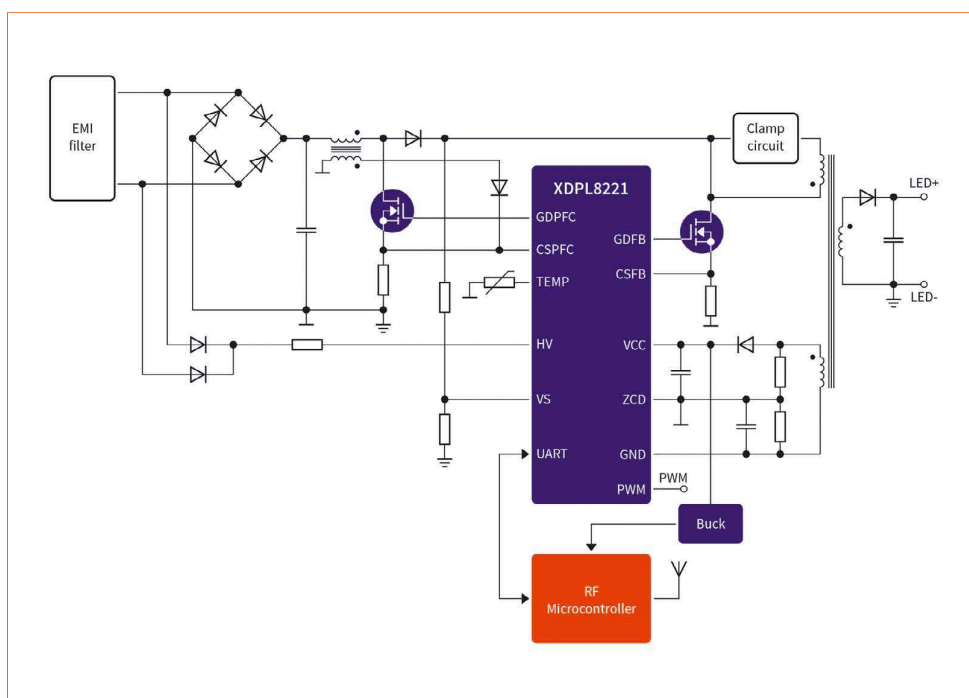 EMI
filter
Clamp
circuit
XDPL8221
LED+
GDPFC
GDFB
CSPFC
CSFB
TEMP
LED-
HV
VCC
VS
ZCD
UART
GND
PWM
PWM
Buck
RF
Microcontroller